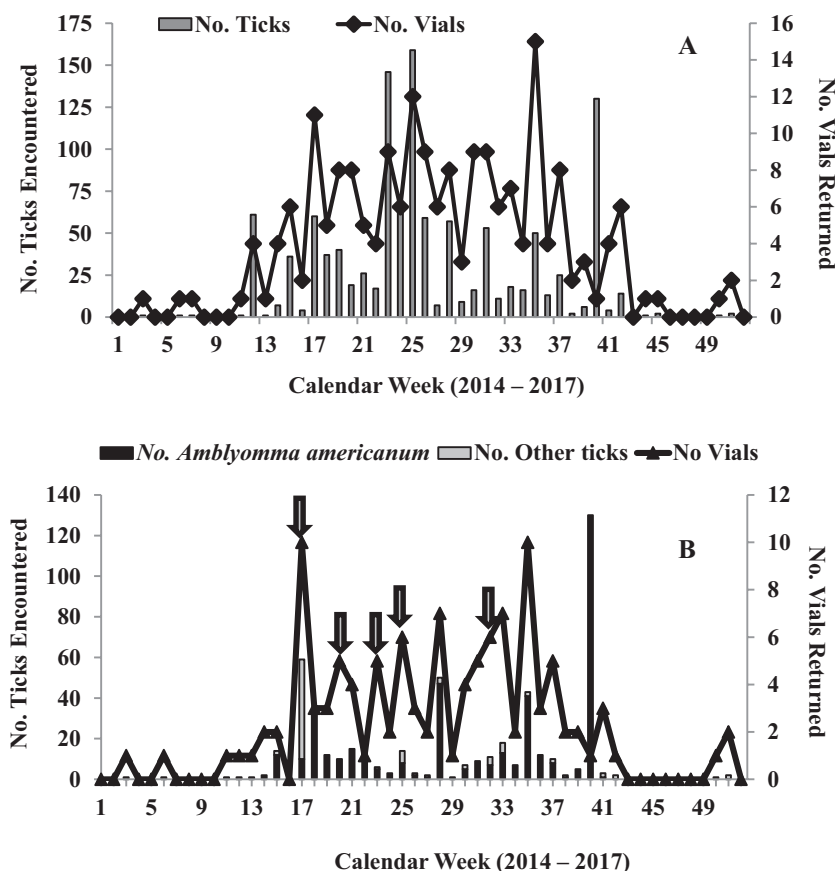 No. Ticks No. Vials
A
No. Ticks Encountered
No. Vials Returned
175
150
125
100
75
50
25
0
16
14
12
10
8
6
4
2
0
1 5 9 13 17 21 25 29 33 37 41 45 49
Calendar Week (2014 – 2017)
No. Amblyomma americanum No. Other ticks No Vials
B
No. Ticks Encountered
No. Vials Returned
140
120
100
80
60
40
20
0
12
10
8
6
4
2
0
1 5 9 13 17 21 25 29 33 37 41 45 49
Calendar Week (2014 – 2017)